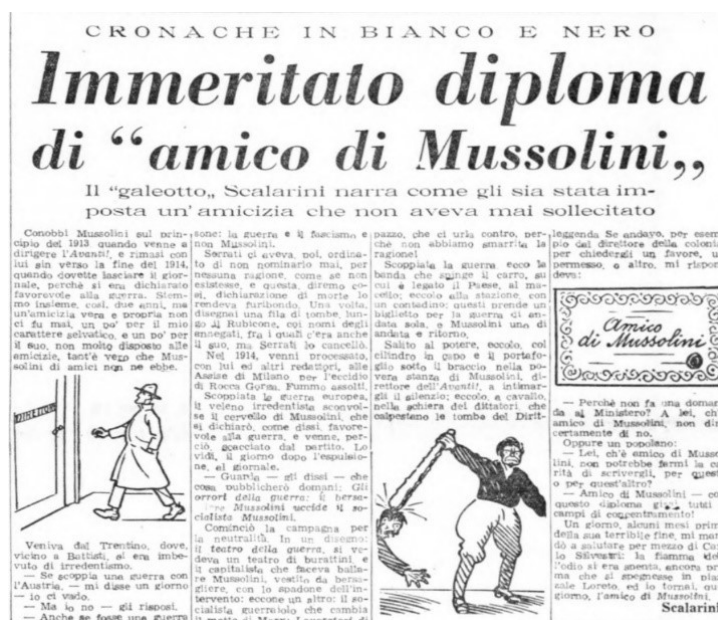 CRONACHE IN BIANCO E NERO
Immeritato diploma
di “amico di Mussolini„
Il "galeotto„ Scalarini narra come gli sia stata im-
posta un'amicizia che non aveva mai sollecitato
Conobbi Mussolini sul prin-
cipio del 1913 quando venne a
dirigere l'Avanti!, e rimasi con
lui sin verso la fine del 1914,
quando dovette lasciare il gior-
nale, perchè si era dichiarato
favorevole alla guerra. Stem-
mo insieme, così, due anni, ma
un'amicizia vera e propria non
ci fu mai, un po' per il mio
carattere selvatico, e un po' per
il suo, non molto disposto alle
amicizie, tant'è vero che Mus-
solini di amici non ne ebbe.
DIRETTORE
Veniva dal Trentino, dove,
vicino a Battisti, si era imbe-
vuto di irredentismo.
— Se scoppia una guerra con
l'Austria, — mi disse un giorno
— io ci vado.
— Ma io no — gli risposi.
— Anche se fosse una guerra
sone: la guerra e il fascismo e
non Mussolini.
Serrati ci aveva, poi, ordina-
to di non nominarlo mai, per
nessuna ragione, come se non
esistesse, e questa, diremo co-
sì, dichiarazione di morte lo
rendeva furibondo. Una volta,
disegnai una fila di tombe, lun-
go il Rubicone, coi nomi degli
annegati, fra i quali c'era anche
il suo, ma Serrati lo cancellò.
Nel 1914, venni processato,
con lui ed altri redattori, alle
Assise di Milano per l'eccidio
di Rocca Gorga. Fummo assolti.
Scoppiata la guerra europea,
il veleno irredentista sconvol-
se il cervello di Mussolini, che
si dichiarò, come dissi, favore-
vole alla guerra, e venne, per-
ciò, scacciato dal partito. Lo
vidi, il giorno dopo l'espulsio-
ne, al giornale.
— Guarda — gli dissi — che
cosa pubblicherò domani: Gli
orrori della guerra: il bersa-
gliere Mussolini uccide il so-
cialista Mussolini.
Cominciò la campagna per
la neutralità. In un disegno:
il teatro della guerra, si ve-
deva un teatro di burattini, e
il capitalista che faceva balla-
re Mussolini, vestito da bersa-
gliere, con lo spadone dell'in-
tervento: eccone un altro: il so-
cialista guerraiolo che cambia
pazzo, che ci urla contro, per-
chè non abbiamo smarrita la
ragione!
Scoppiata la guerra ecco la
banda che spinge il carro, su
cui è legato il Paese, al ma-
cello; eccolo alla stazione, con
un contadino: questi prende un
biglietto per la guerra di an-
data sola, e Mussolini uno di
andata e ritorno.
Salito al potere, eccolo, col
cilindro in capo e il portafo-
glio sotto il braccio nella po-
vera stanza di Mussolini, di-
rettore dell'Avanti!, a intimar-
gli il silenzio; eccolo, a cavallo,
nella schiera dei dittatori che
calpestano le tombe del Dirit-
leggenda Se andavo, per esem-
pio dal direttore della colonia
per chiedergli un favore, un
permesso, o altro, mi rispon-
deva:
Amico
di Mussolini
— Perchè non fa una doman-
da al Ministero? A lei, ch'è
amico di Mussolini, non diran
certamente di no.
Oppure un popolano:
— Lei, ch'è amico di Musso-
lini, non potrebbe farmi la ca-
rità di scrivergli, per questo
o per quest'altro?
— Amico di Mussolini — con
questo diploma girai tutti i
campi di concentramento!
Un giorno, alcuni mesi prima
della sua terribile fine, mi man-
dò a salutare per mezzo di Car-
lo Silvestri: la fiamma del-
l'odio si era spenta, ancora pri-
ma che si spegnesse in piaz-
zale Loreto, ed io tornai, quel
giorno, l'amico di Mussolini.
Scalarini